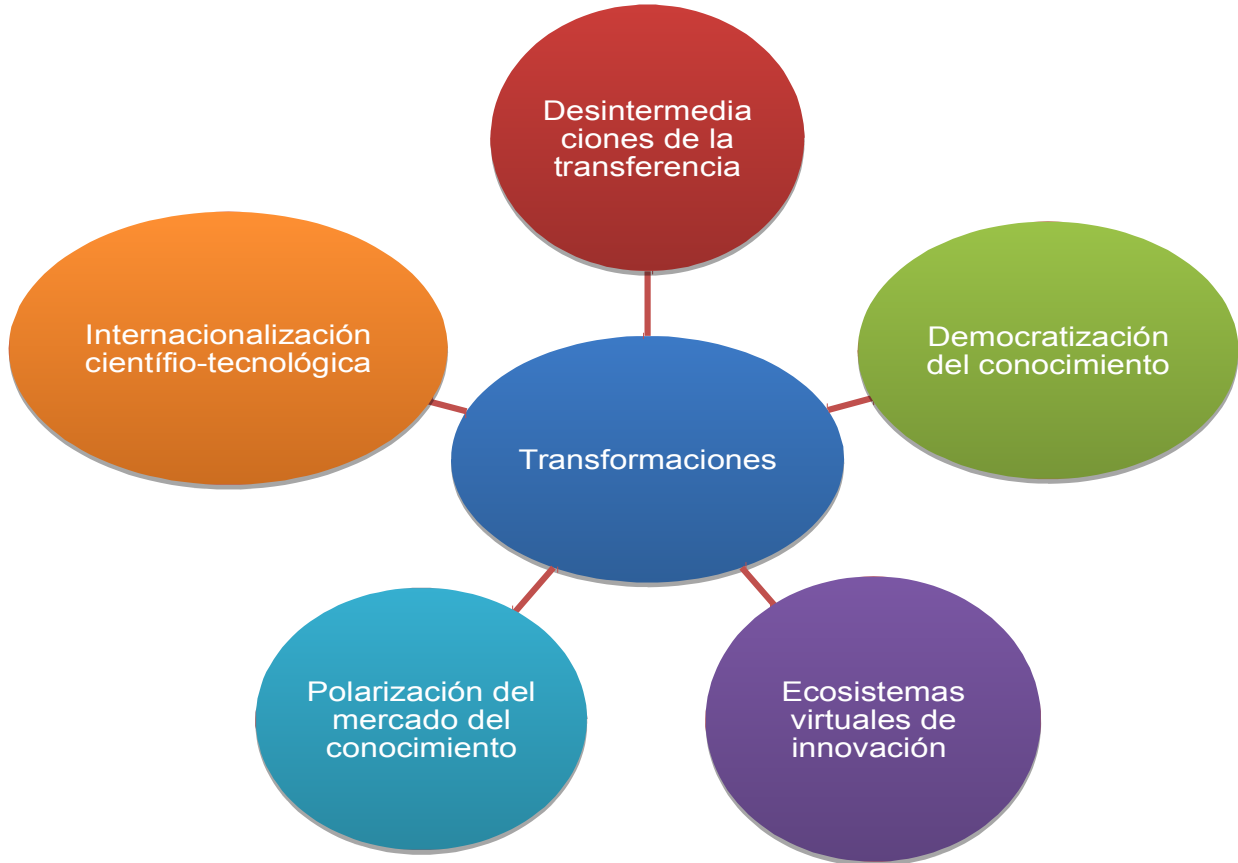 Desintermedia
ciones de la
transferencia
Internacionalización
científio-tecnológica
Democratización
del conocimiento
Transformaciones
Polarización del
mercado del
conocimiento
Ecosistemas
virtuales de
innovación